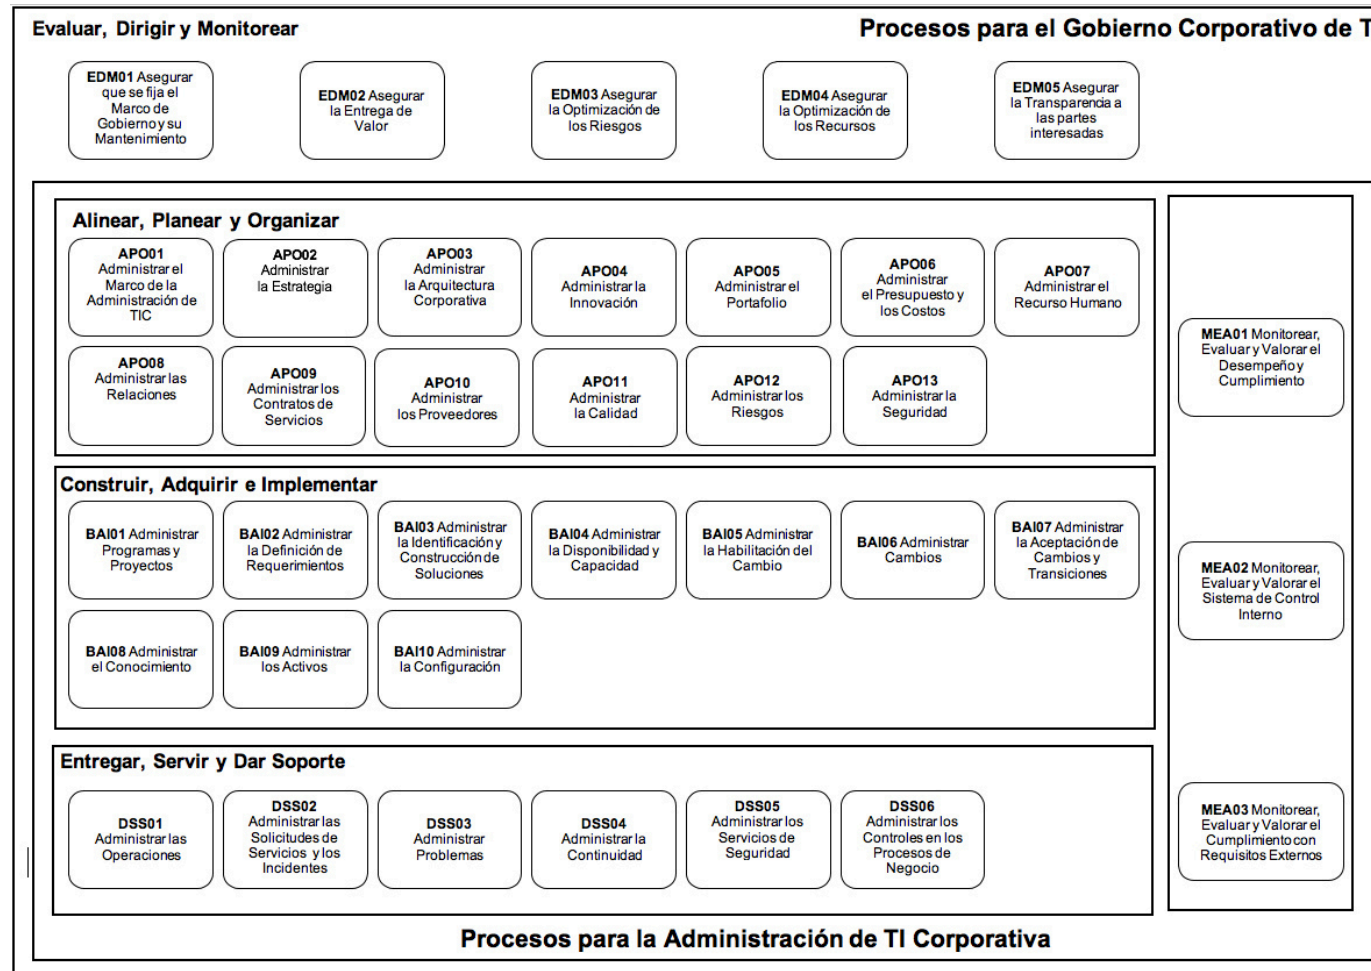 Evaluar, Dirigir y Monitorear
Procesos para el Gobierno Corporativo de T
EDM01 Asegurar
que se fija el
Marco de
Gobierno y su
Mantenimiento
EDM02 Asegurar
la Entrega de
Valor
EDM03 Asegurar
la Optimización de
los Riesgos
EDM04 Asegurar
la Optimización de
los Recursos
EDM05 Asegurar
la Transparencia a
las partes
interesadas
Alinear, Planear y Organizar
APO01
Administrar el
Marco de la
Administración de
TIC
APO02
Administrar
la Estrategia
APO03
Administrar
la Arquitectura
Corporativa
APO04
Administrar la
Innovación
APO05
Administrar el
Portafolio
APO06
Administrar
el Presupuesto y
los Costos
APO07
Administrar el
Recurso Humano
APO08
Administrar las
Relaciones
APO09
Administrar los
Contratos de
Servicios
APO10
Administrar
los Proveedores
APO11
Administrar
la Calidad
APO12
Administrar los
Riesgos
APO13
Administrar la
Seguridad
Construir, Adquirir e Implementar
BAI01 Administrar
Programas y
Proyectos
BAI02 Administrar
la Definición de
Requerimientos
BAI03 Administrar
la Identificación y
Construcción de
Soluciones
BAI04 Administrar
la Disponibilidad y
Capacidad
BAI05 Administrar
la Habilitación del
Cambio
BAI06 Administrar
Cambios
BAI07 Administrar
la Aceptación de
Cambios y
Transiciones
BAI08 Administrar
el Conocimiento
BAI09 Administrar
los Activos
BAI10 Administrar
la Configuración
Entregar, Servir y Dar Soporte
DSS01
Administrar las
Operaciones
DSS02
Administrar las
Solicitudes de
Servicios y los
Incidentes
DSS03
Administrar
Problemas
DSS04
Administrar la
Continuidad
DSS05
Administrar los
Servicios de
Seguridad
DSS06
Administrar los
Controles en los
Procesos de
Negocio
MEA01 Monitorear,
Evaluar y Valorar el
Desempeño y
Cumplimiento
MEA02 Monitorear,
Evaluar y Valorar el
Sistema de Control
Interno
MEA03 Monitorear,
Evaluar y Valorar el
Cumplimiento con
Requisitos Externos
Procesos para la Administración de TI Corporativa